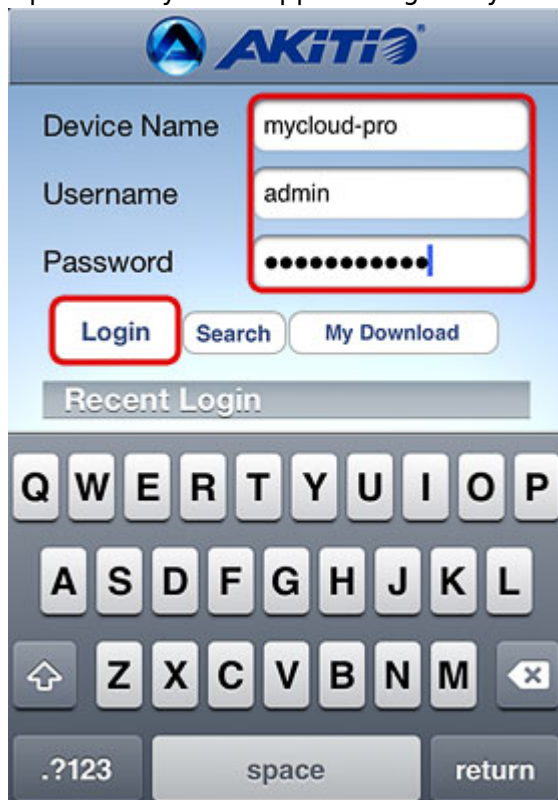 AKiTiO
Device Name mycloud-pro
Username admin
Password ●●●●●●●●●●●
Login Search My Download
Recent Login
Q W E R T Y U I O P
A S D F G H J K L
Z X C V B N M
.?123 space return